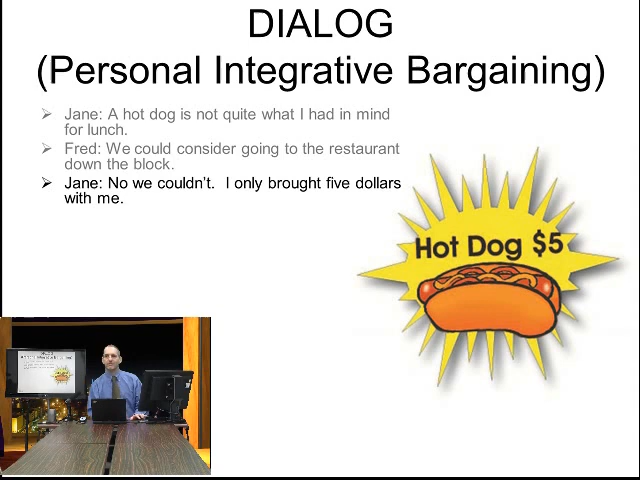 DIALOG
(Personal Integrative Bargaining)
Jane: A hot dog is not quite what I had in mind
for lunch.
Fred: We could consider going to the restaurant
down the block.
Jane: No we couldn't.  I only brought five dollars
with me.
Hot Dog $5
DIALOG